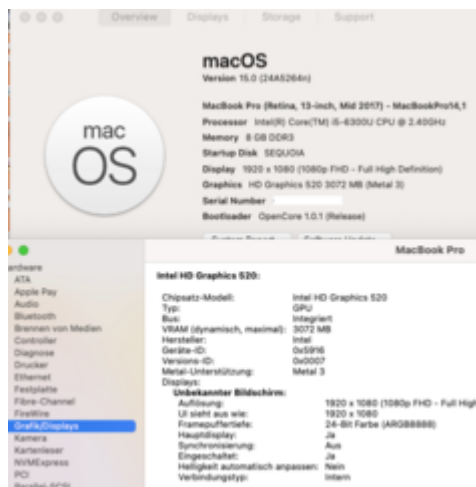 Overview Displays Storage Support
macOS
Version 15.0 (24A5264n)
mac
OS
MacBook Pro (Retina, 13-inch, Mid 2017) - MacBookPro14,1
Processor Intel(R) Core(TM) i5-6300U CPU @ 2.40GHz
Memory 8 GB DDR3
Startup Disk SEQUOIA
Display 1920 x 1080 (1080p FHD - Full High Definition)
Graphics HD Graphics 520 3072 MB (Metal 3)
Serial Number
Bootloader OpenCore 1.0.1 (Release)
MacBook Pro
ardware
ATA
Apple Pay
Audio
Bluetooth
Brennen von Medien
Controller
Diagnose
Drucker
Ethernet
Festplatte
Fibre-Channel
FireWire
Grafik/Displays
Kamera
Kartenleser
NVMExpress
PCI
Intel HD Graphics 520:
Chipsatz-Modell: Intel HD Graphics 520
Typ: GPU
Bus: Integriert
VRAM (dynamisch, maximal): 3072 MB
Hersteller: Intel
Geräte-ID: 0x5916
Versions-ID: 0x0007
Metal-Unterstützung: Metal 3
Displays:
Unbekannter Bildschirm:
Auflösung: 1920 x 1080 (1080p FHD - Full High
UI sieht aus wie: 1920 x 1080
Framepuffertiefe: 24-Bit Farbe (ARGB8888)
Hauptdisplay: Ja
Synchronisierung: Aus
Eingeschaltet: Ja
Helligkeit automatisch anpassen: Nein
Verbindungstyp: Intern